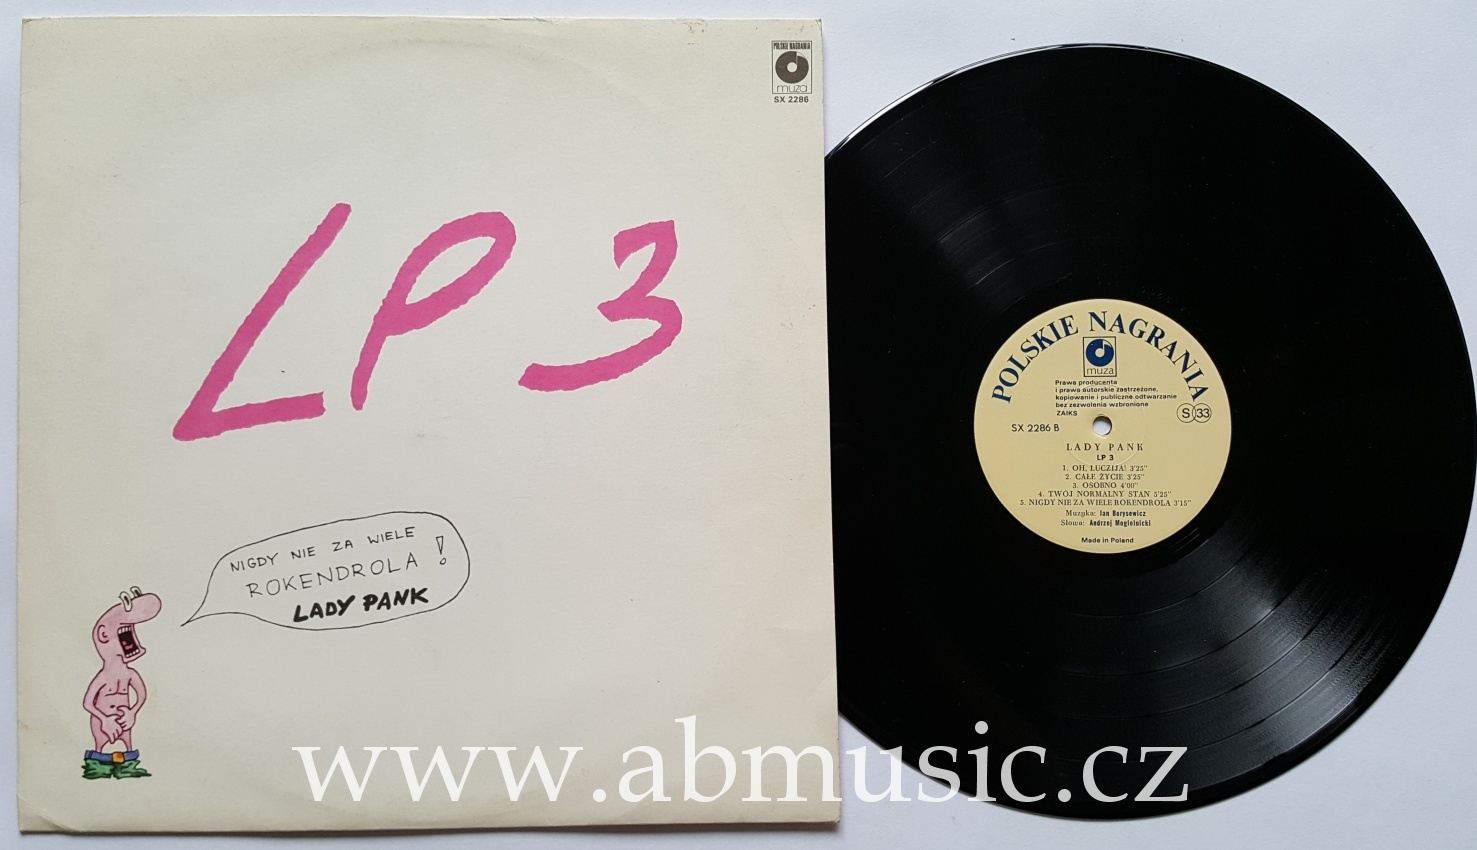 POLSKIE NAGRANIA
muza
SX 2286
LP 3
NIGDY NIE ZA WIELE
ROKENDROLA !
LADY PANK
POLSKIE NAGRANIA
muza
Prawa producenta
i prawa autorskie zastrzeżone,
kopiowanie i publiczne odtwarzanie
bez zezwolenia wzbronione
ZAIKS
S 33
SX 2286 B
LADY PANK
LP 3
1. OH, ŁUCZIJA! 3'25"
2. CAŁE ŻYCIE 3'25"
3. OSOBNO 4'00"
4. TWÓJ NORMALNY STAN 5'25"
5. NIGDY NIE ZA WIELE ROKENDROLA 3'15"
Muzyka: Jan Borysewicz
Słowa: Andrzej Mogielnicki
Made in Poland
www.abmusic.cz